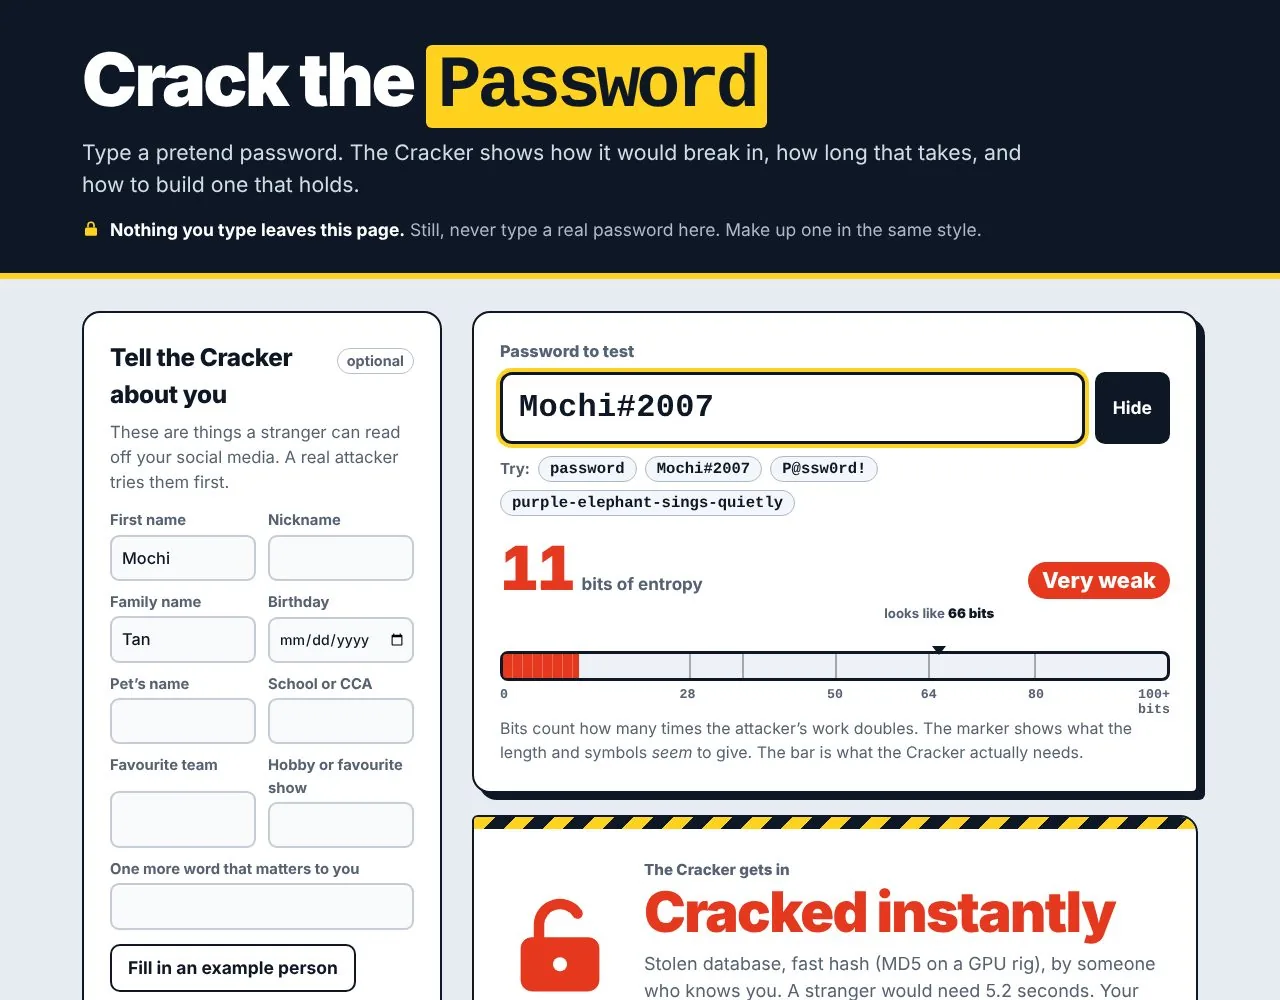 Crack the Password
Type a pretend password. The Cracker shows how it would break in, how long that takes, and
how to build one that holds.
Nothing you type leaves this page. Still, never type a real password here. Make up one in the same style.
Tell the Cracker
about you
optional
These are things a stranger can read
off your social media. A real attacker
tries them first.
First name
Nickname
Mochi
Family name
Birthday
Tan
mm/dd/yyyy
Pet’s name
School or CCA
Favourite team
Hobby or favourite
show
One more word that matters to you
Fill in an example person
Password to test
Mochi#2007
Hide
Try: password Mochi#2007 P@ssw0rd!
purple-elephant-sings-quietly
11 bits of entropy
Very weak
looks like 66 bits
0 28 50 64 80 100+
bits
Bits count how many times the attacker’s work doubles. The marker shows what the
length and symbols seem to give. The bar is what the Cracker actually needs.
The Cracker gets in
Cracked instantly
Stolen database, fast hash (MD5 on a GPU rig), by someone
who knows you. A stranger would need 5.2 seconds. Your